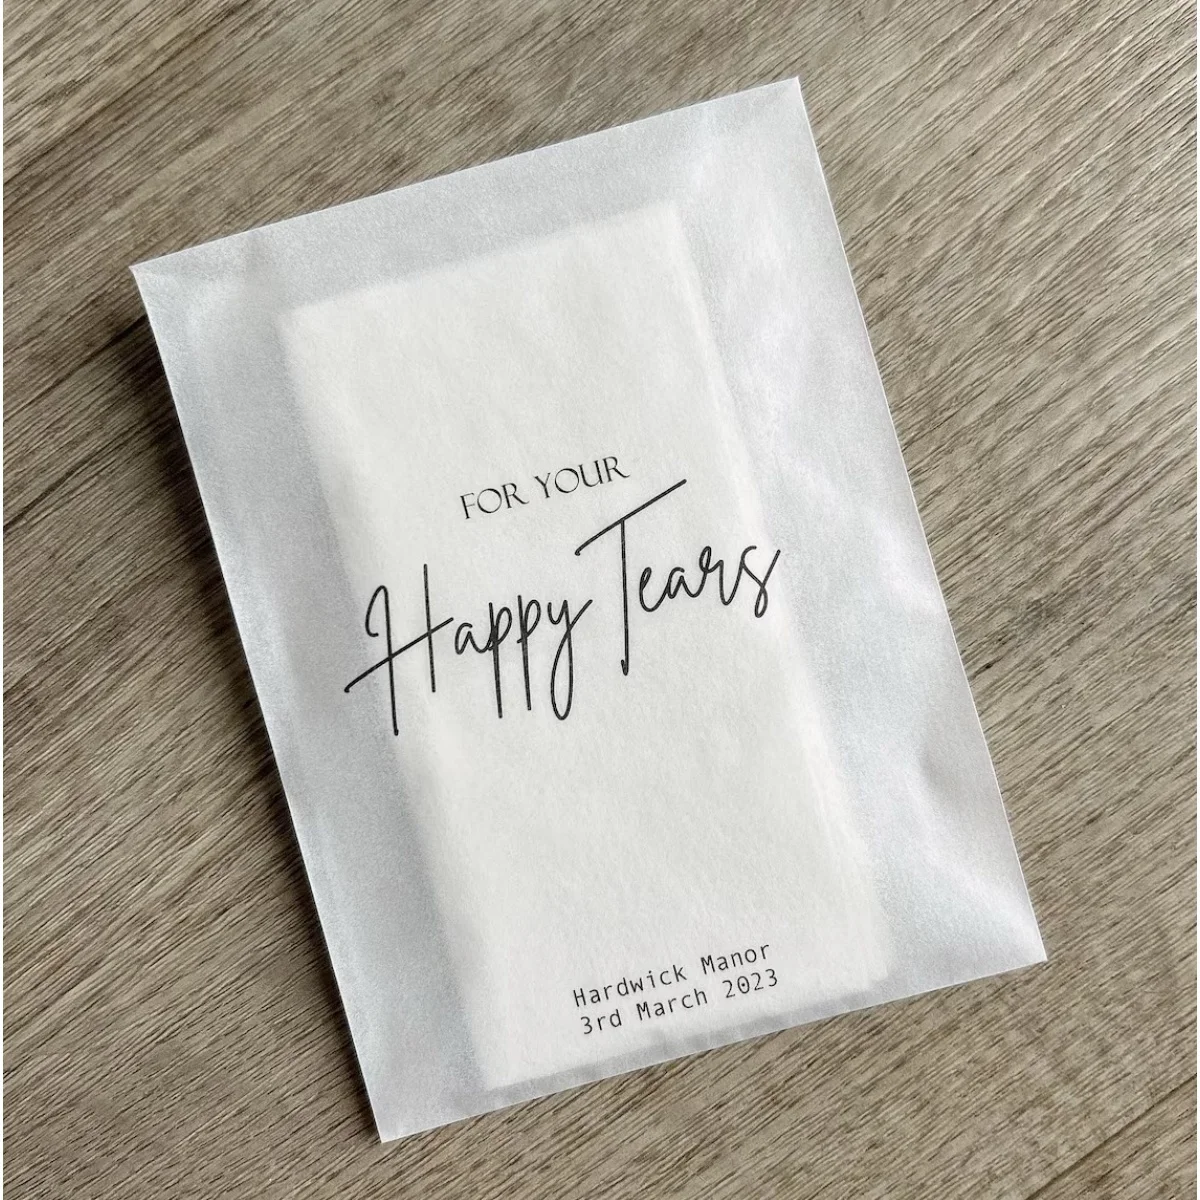 FOR YOUR
Happy Tears
Hardwick Manor
3rd March 2023